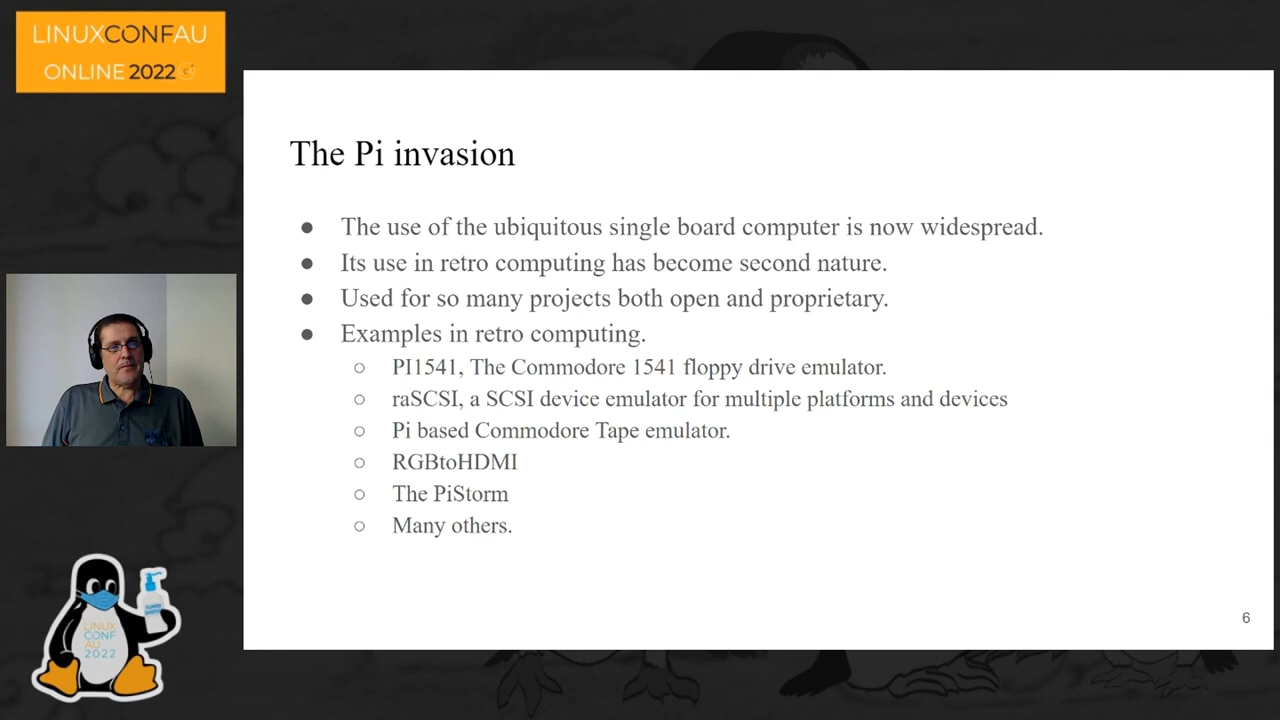 LINUXCONFAU
ONLINE 2022
The Pi invasion
● The use of the ubiquitous single board computer is now widespread.
● Its use in retro computing has become second nature.
● Used for so many projects both open and proprietary.
● Examples in retro computing.
○ PI1541, The Commodore 1541 floppy drive emulator.
○ raSCSI, a SCSI device emulator for multiple platforms and devices
○ Pi based Commodore Tape emulator.
○ RGBtoHDMI
○ The PiStorm
○ Many others.
6
LINUX
CONF
AU
2022